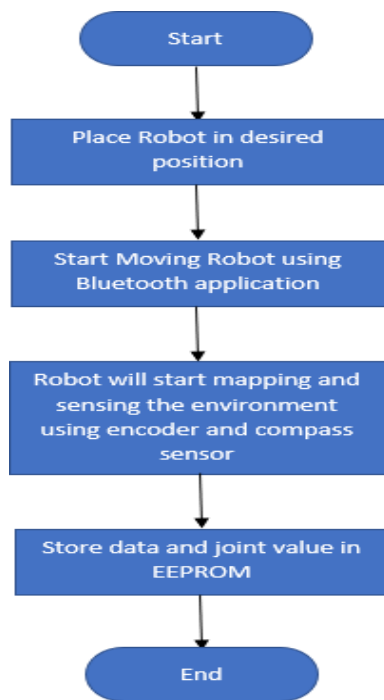 Start
Place Robot in desired
position
Start Moving Robot using
Bluetooth application
Robot will start mapping and
sensing the environment
using encoder and compass
sensor
Store data and joint value in
EEPROM
End